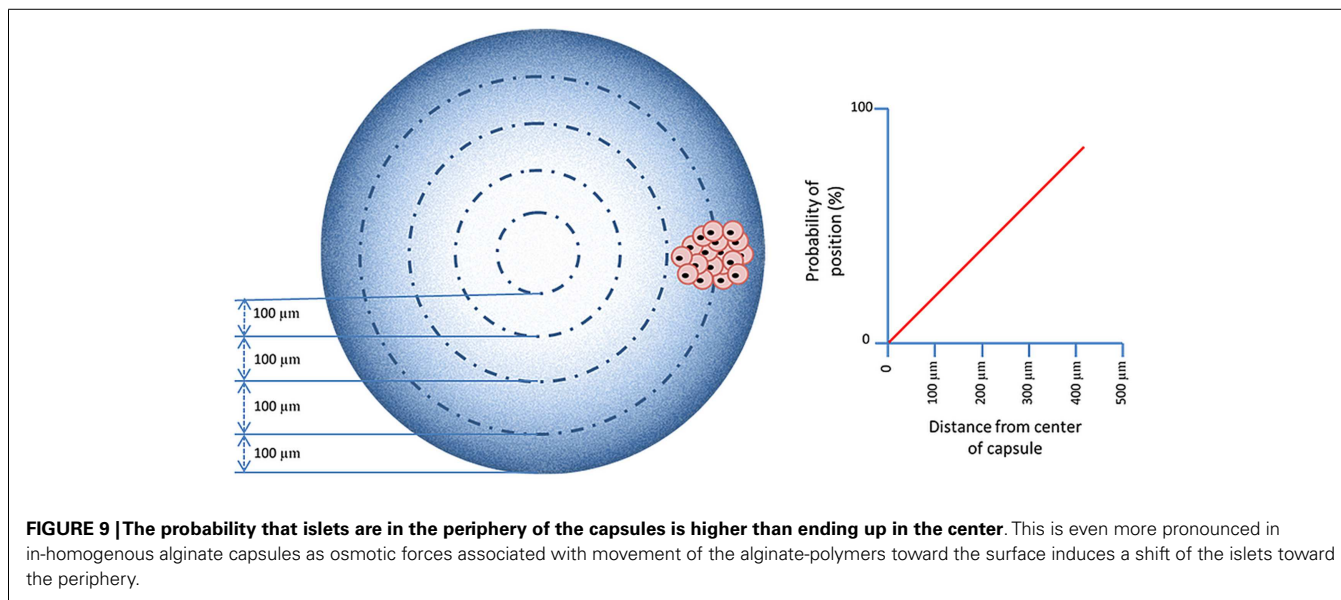 100 µm
100 µm
100 µm
100 µm
100
0
Probability of
position (%)
0
100 µm
200 µm
300 µm
400 µm
500 µm
Distance from center
of capsule
FIGURE 9 | The probability that islets are in the periphery of the capsules is higher than ending up in the center. This is even more pronounced in
in-homogenous alginate capsules as osmotic forces associated with movement of the alginate-polymers toward the surface induces a shift of the islets toward
the periphery.